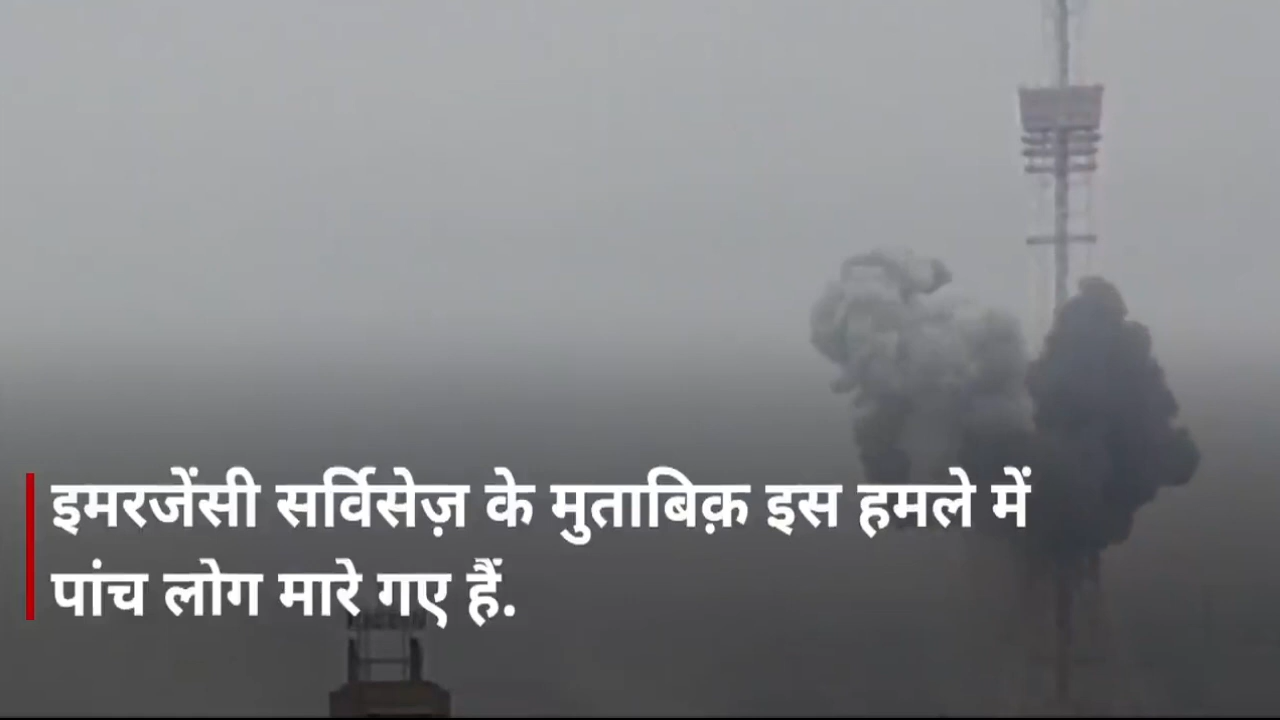 इमरजेंसी सर्विसेज़ के मुताबिक़ इस हमले में
पांच लोग मारे गए हैं.